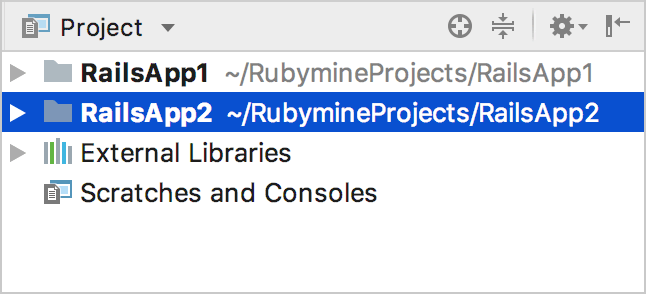 Project
RailsApp1 ~/RubymineProjects/RailsApp1
RailsApp2 ~/RubymineProjects/RailsApp2
External Libraries
Scratches and Consoles